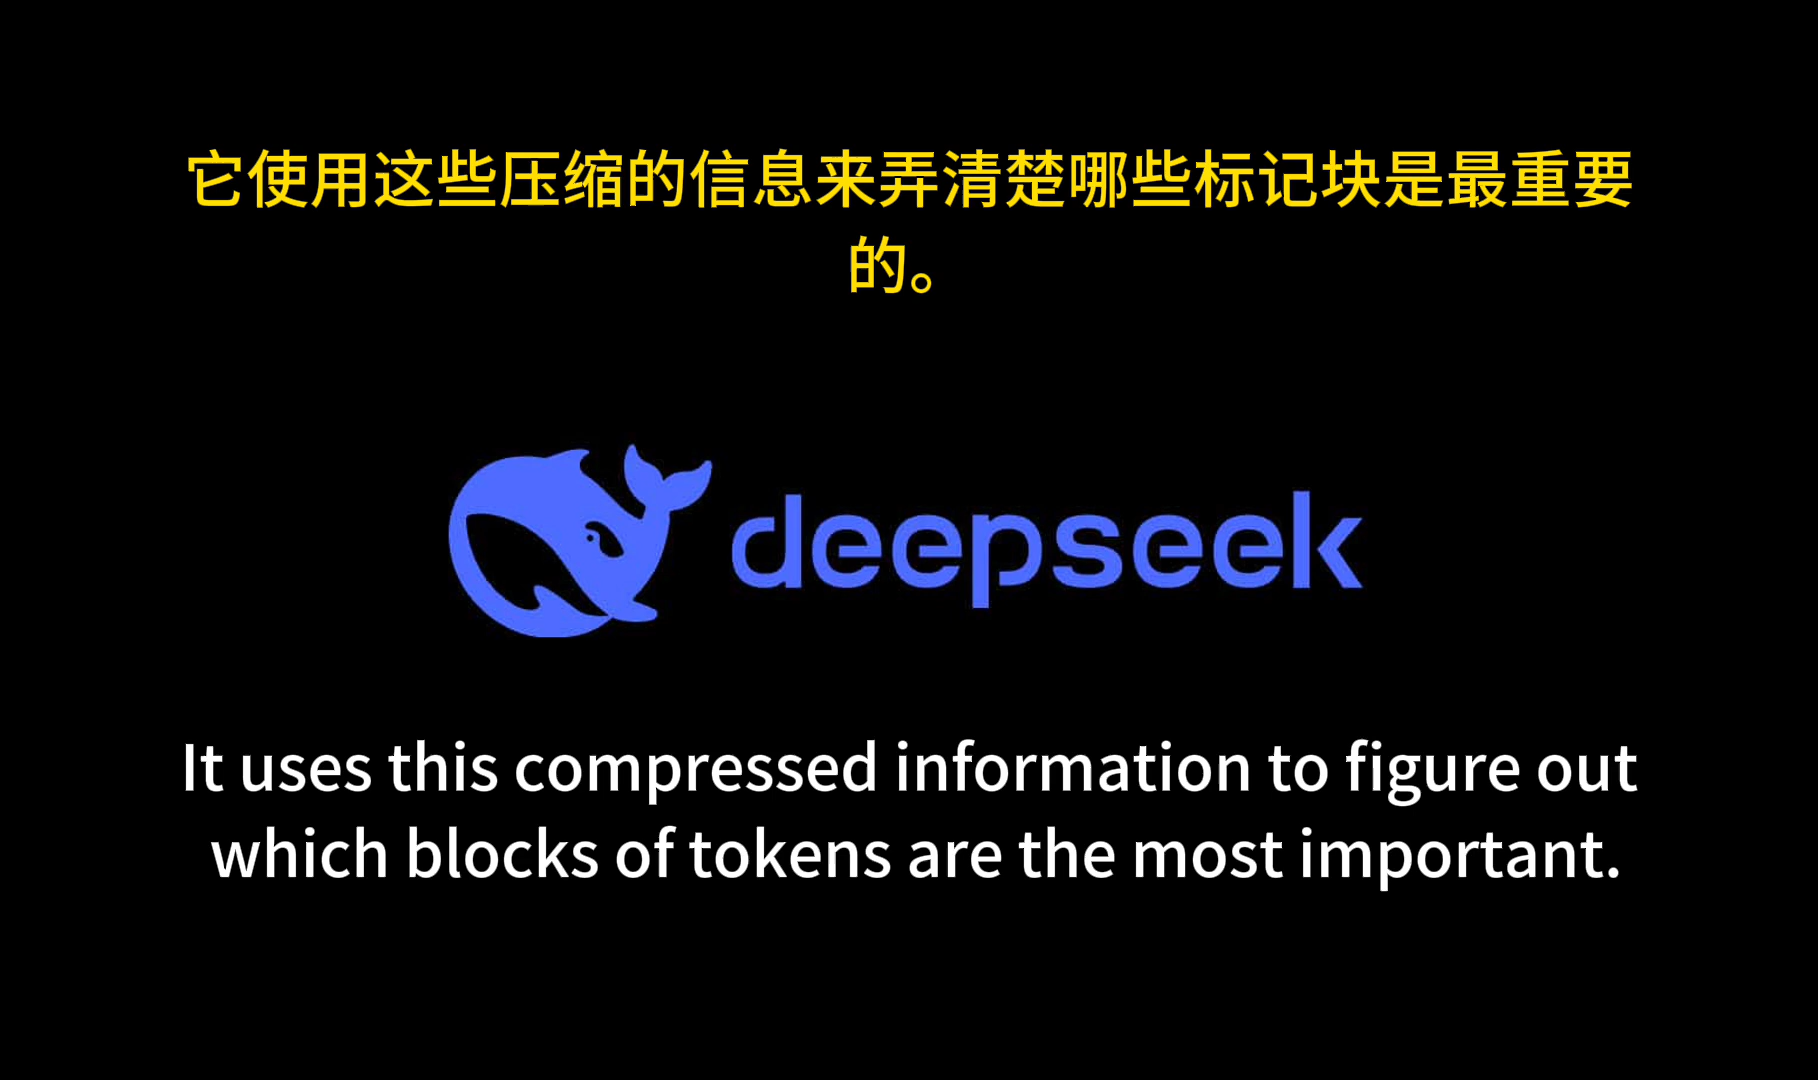 它使用这些压缩的信息来弄清楚哪些标记块是最重要
的。
deepseek
It uses this compressed information to figure out
which blocks of tokens are the most important.